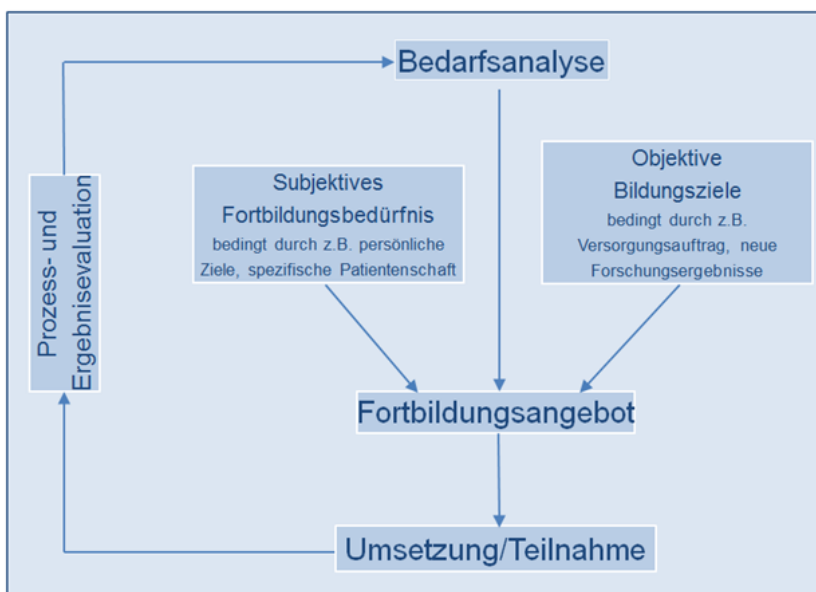 Bedarfsanalyse
Subjektives
Fortbildungsbedürfnis
bedingt durch z.B. persönliche
Ziele, spezifische Patientenschaft
Objektive
Bildungsziele
bedingt durch z.B.
Versorgungsauftrag, neue
Forschungsergebnisse
Prozess- und
Ergebnisevaluation
Fortbildungsangebot
Umsetzung/Teilnahme